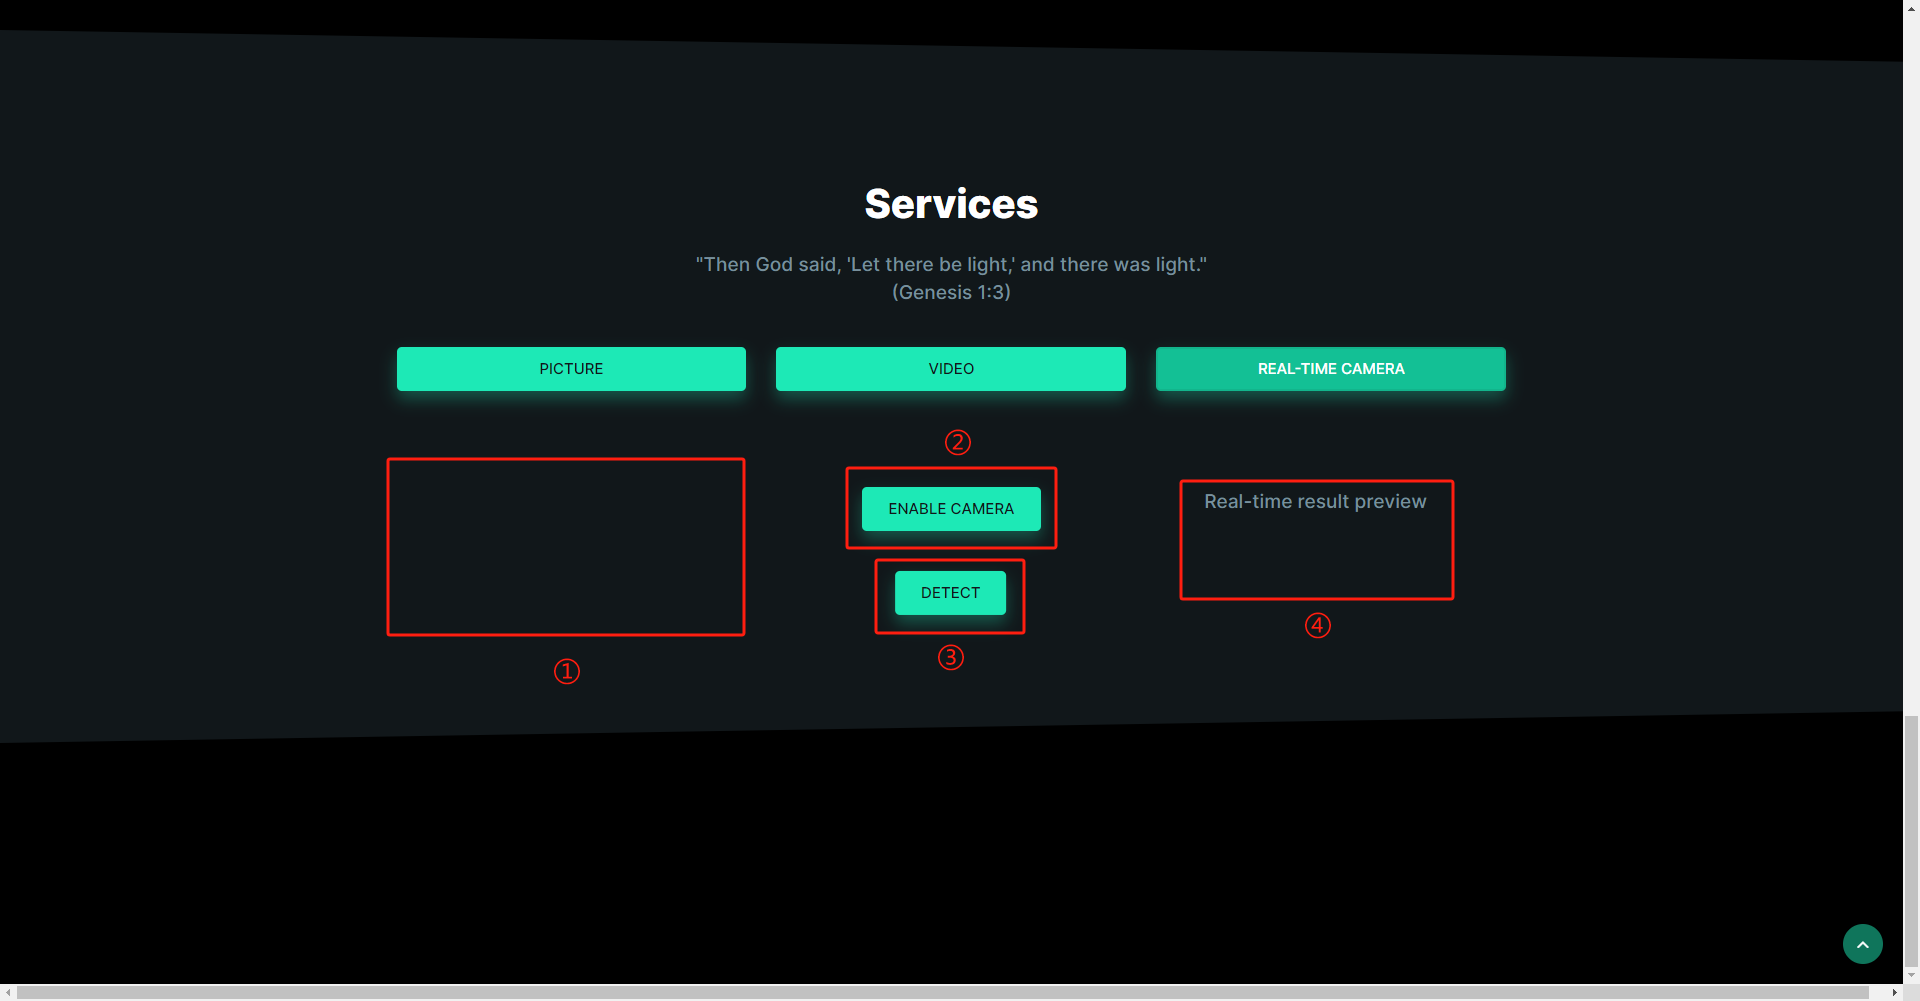 Services
"Then God said, 'Let there be light,' and there was light."
(Genesis 1:3)
PICTURE
VIDEO
REAL-TIME CAMERA
②
ENABLE CAMERA
Real-time result preview
DETECT
④
③
①